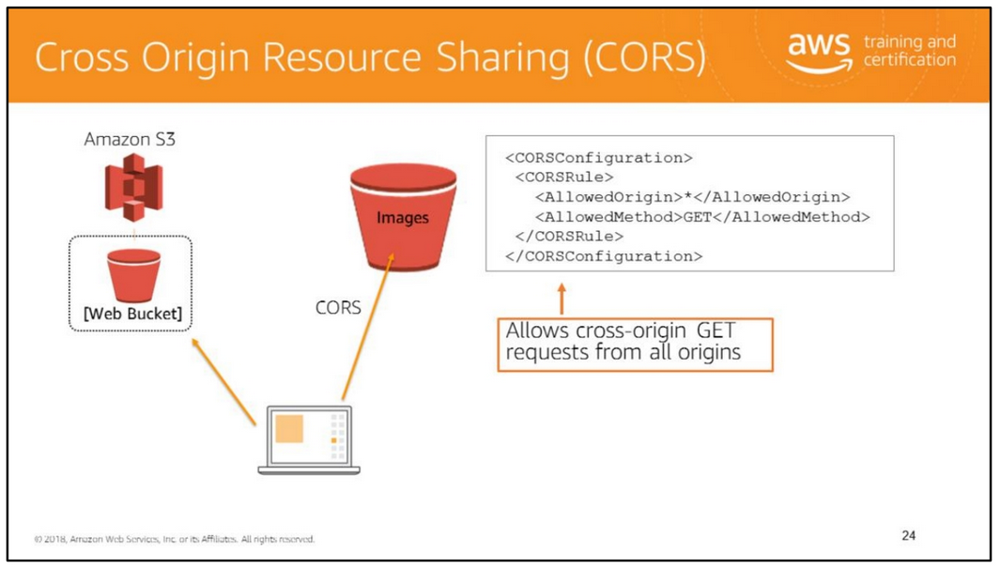 Cross Origin Resource Sharing (CORS)
aws training and
certification
Amazon S3
[Web Bucket]
Images
CORS
<CORSConfiguration>
<CORSRule>
<AllowedOrigin>*</AllowedOrigin>
<AllowedMethod>GET</AllowedMethod>
</CORSRule>
</CORSConfiguration>
Allows cross-origin GET
requests from all origins
© 2018, Amazon Web Services, Inc. or its Affiliates. All rights reserved.
24